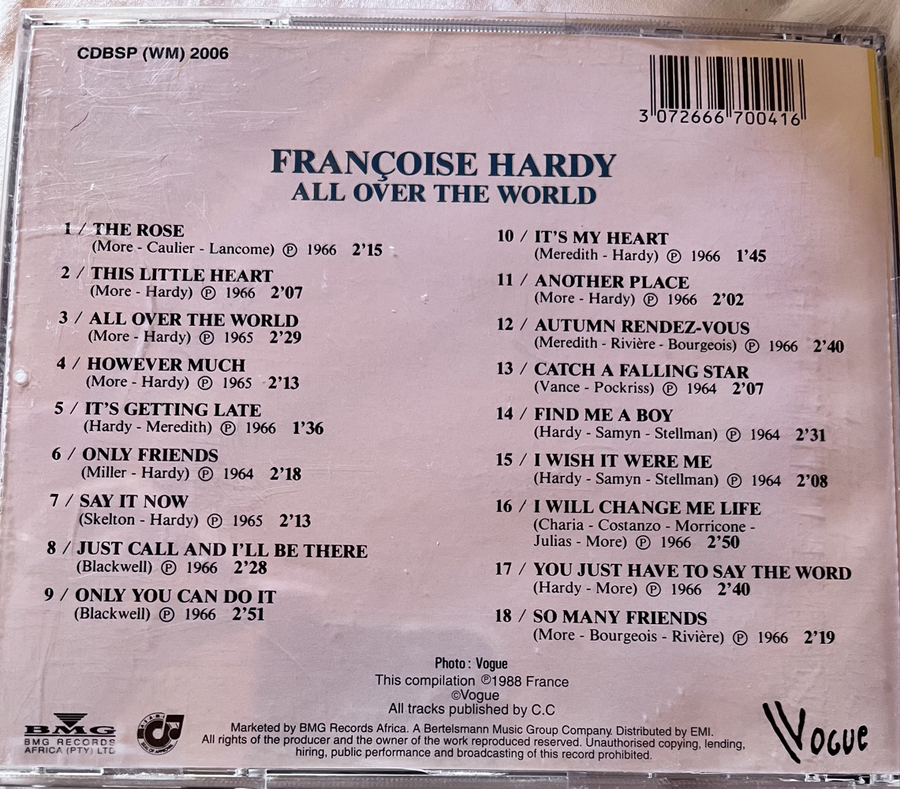 CDBSP (WM) 2006
3 072666 700416
FRANÇOISE HARDY
ALL OVER THE WORLD
1 / THE ROSE
(More - Caulier - Lancome) ℗ 1966 2'15
2 / THIS LITTLE HEART
(More - Hardy) ℗ 1966 2'07
3 / ALL OVER THE WORLD
(More - Hardy) ℗ 1965 2'29
4 / HOWEVER MUCH
(More - Hardy) ℗ 1965 2'13
5 / IT'S GETTING LATE
(Hardy - Meredith) ℗ 1966 1'36
6 / ONLY FRIENDS
(Miller - Hardy) ℗ 1964 2'18
7 / SAY IT NOW
(Skelton - Hardy) ℗ 1965 2'13
8 / JUST CALL AND I'LL BE THERE
(Blackwell) ℗ 1966 2'28
9 / ONLY YOU CAN DO IT
(Blackwell) ℗ 1966 2'51
10 / IT'S MY HEART
(Meredith - Hardy) ℗ 1966 1'45
11 / ANOTHER PLACE
(More - Hardy) ℗ 1966 2'02
12 / AUTUMN RENDEZ-VOUS
(Meredith - Rivière - Bourgeois) ℗ 1966 2'40
13 / CATCH A FALLING STAR
(Vance - Pockriss) ℗ 1964 2'07
14 / FIND ME A BOY
(Hardy - Samyn - Stellman) ℗ 1964 2'31
15 / I WISH IT WERE ME
(Hardy - Samyn - Stellman) ℗ 1964 2'08
16 / I WILL CHANGE ME LIFE
(Charia - Costanzo - Morricone -
Julias - More) ℗ 1966 2'50
17 / YOU JUST HAVE TO SAY THE WORD
(Hardy - More) ℗ 1966 2'40
18 / SO MANY FRIENDS
(More - Bourgeois - Rivière) ℗ 1966 2'19
Photo : Vogue
This compilation ℗1988 France
©Vogue
All tracks published by C.C
BMG
BMG RECORDS
AFRICA (PTY) LTD
Marketed by BMG Records Africa. A Bertelsmann Music Group Company. Distributed by EMI.
All rights of the producer and the owner of the work reproduced reserved. Unauthorised copying, lending,
hiring, public performance and broadcasting of this record prohibited.
VOGUE